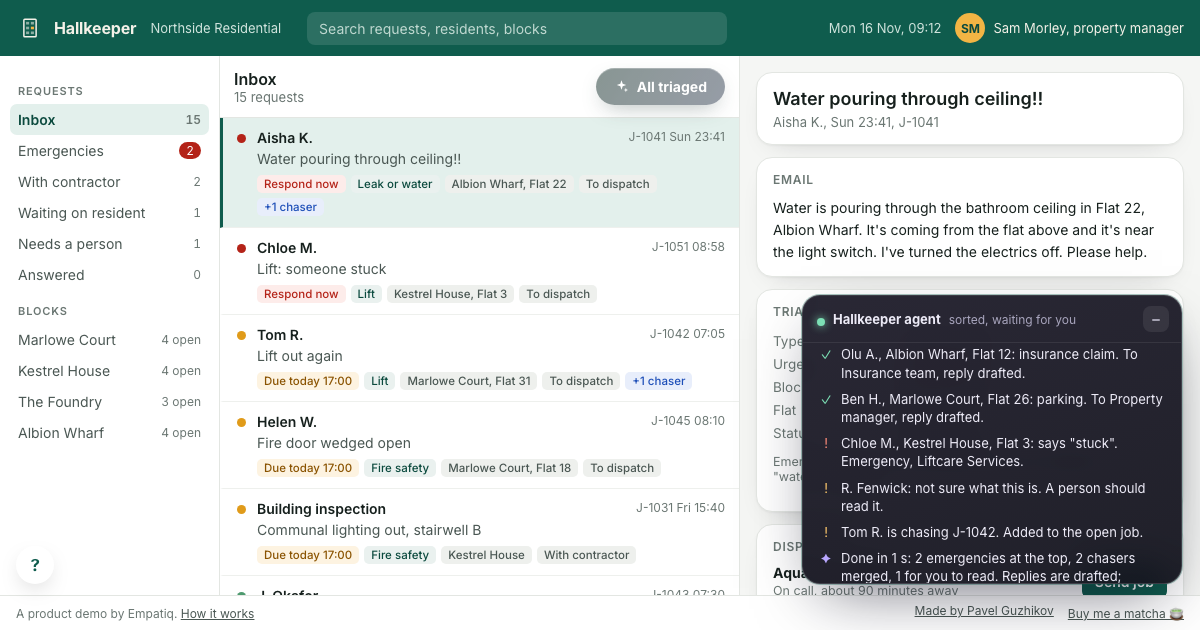 Hallkeeper Northside Residential
Search requests, residents, blocks
Mon 16 Nov, 09:12
SM
Sam Morley, property manager
REQUESTS
Inbox 15
Emergencies 2
With contractor 2
Waiting on resident 1
Needs a person 1
Answered 0
BLOCKS
Marlowe Court 4 open
Kestrel House 4 open
The Foundry 3 open
Albion Wharf 4 open
?
Inbox
15 requests
All triaged
Aisha K. J-1041 Sun 23:41
Water pouring through ceiling!!
Respond now Leak or water Albion Wharf, Flat 22 To dispatch
+1 chaser
Chloe M. J-1051 08:58
Lift: someone stuck
Respond now Lift Kestrel House, Flat 3 To dispatch
Tom R. J-1042 07:05
Lift out again
Due today 17:00 Lift Marlowe Court, Flat 31 To dispatch +1 chaser
Helen W. J-1045 08:10
Fire door wedged open
Due today 17:00 Fire safety Marlowe Court, Flat 18 To dispatch
Building inspection J-1031 Fri 15:40
Communal lighting out, stairwell B
Due today 17:00 Fire safety Kestrel House With contractor
J-1043 07:30
Water pouring through ceiling!!
Aisha K., Sun 23:41, J-1041
EMAIL
Water is pouring through the bathroom ceiling in Flat 22,
Albion Wharf. It's coming from the flat above and it's near
the light switch. I've turned the electrics off. Please help.
Flat
Hallkeeper agent sorted, waiting for you
Olu A., Albion Wharf, Flat 12: insurance claim. To
Insurance team, reply drafted.
Ben H., Marlowe Court, Flat 26: parking. To Property
manager, reply drafted.
! Chloe M., Kestrel House, Flat 3: says "stuck".
Emergency, Liftcare Services.
! R. Fenwick: not sure what this is. A person should
read it.
! Tom R. is chasing J-1042. Added to the open job.
Done in 1 s: 2 emergencies at the top, 2 chasers
merged, 1 for you to read. Replies are drafted;
On call, about 90 minutes away
Send job
A product demo by Empatiq. How it works
Made by Pavel Guzhikov
Buy me a matcha